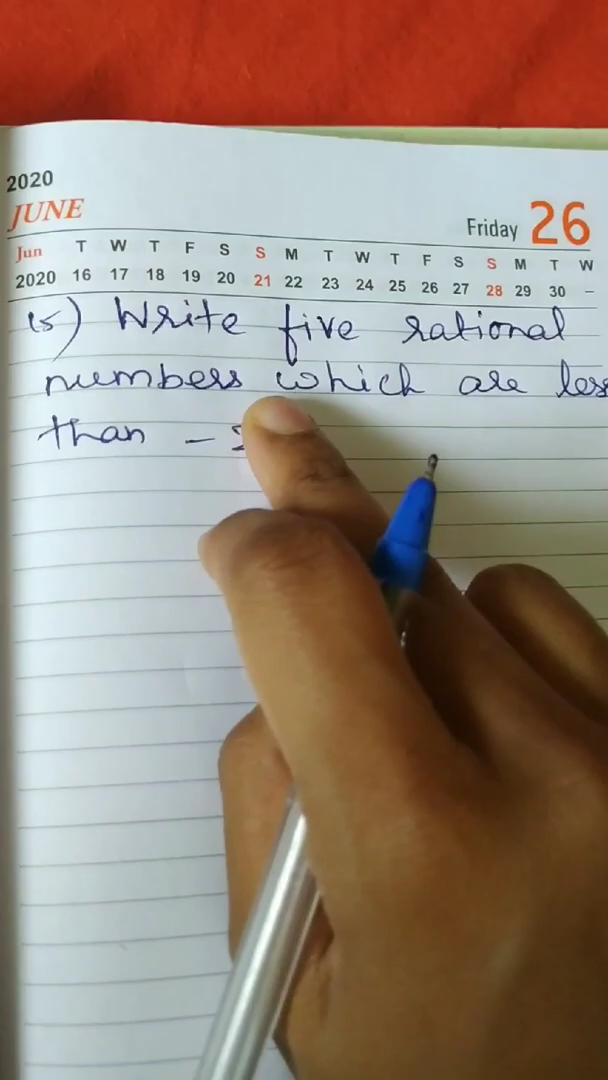 2020
JUNE
Friday 26
Jun T W T F S S M T W T F S S M T W
2020 16 17 18 19 20 21 22 23 24 25 26 27 28 29 30 –
15) Write five rational
numbers which are less
than –